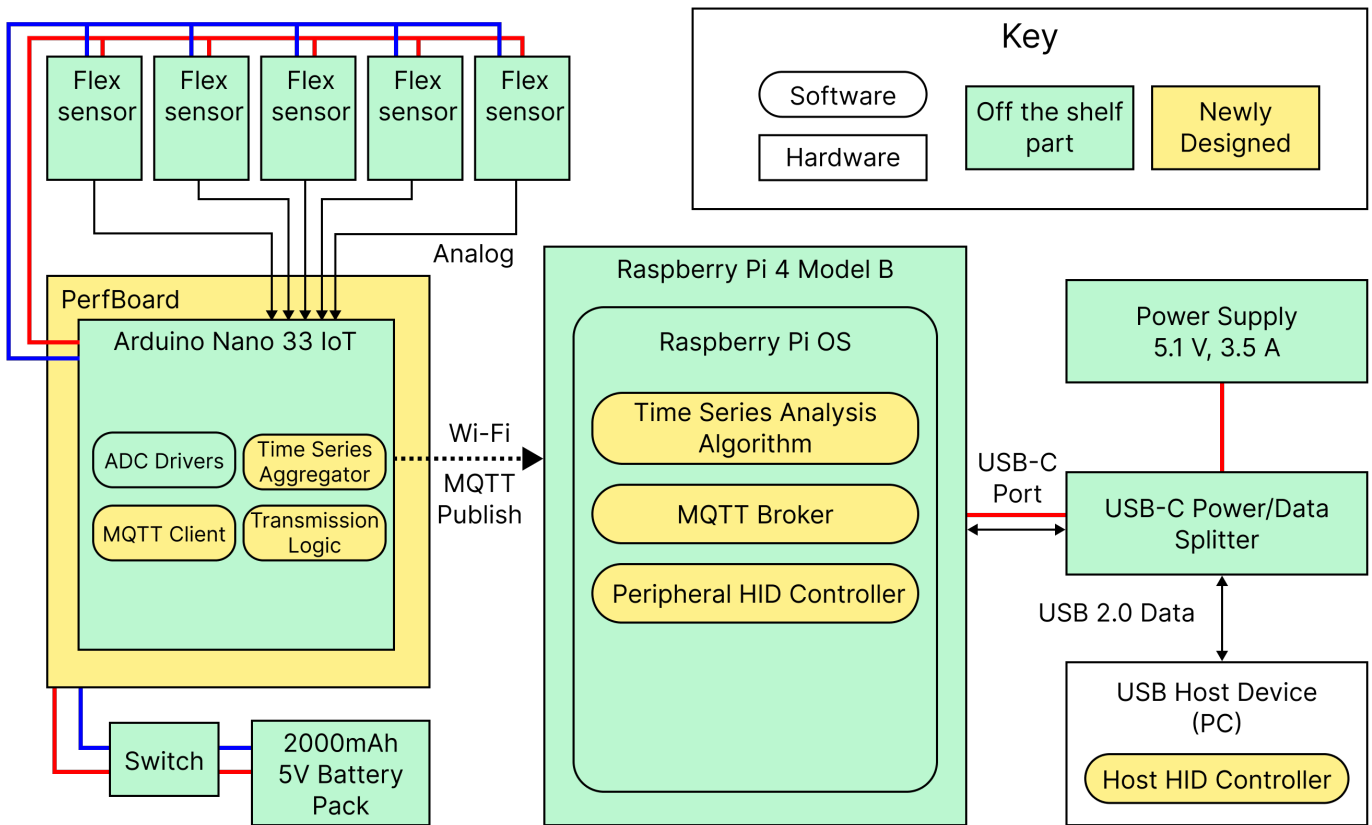 Flex
sensor
Flex
sensor
Flex
sensor
Flex
sensor
Flex
sensor
Key
Software
Hardware
Off the shelf
part
Newly
Designed
Analog
PerfBoard
Arduino Nano 33 IoT
ADC Drivers
Time Series
Aggregator
MQTT Client
Transmission
Logic
Wi-Fi
MQTT
Publish
Switch
2000mAh
5V Battery
Pack
Raspberry Pi 4 Model B
Raspberry Pi OS
Time Series Analysis
Algorithm
MQTT Broker
Peripheral HID Controller
USB-C
Port
Power Supply
5.1 V, 3.5 A
USB-C Power/Data
Splitter
USB 2.0 Data
USB Host Device
(PC)
Host HID Controller